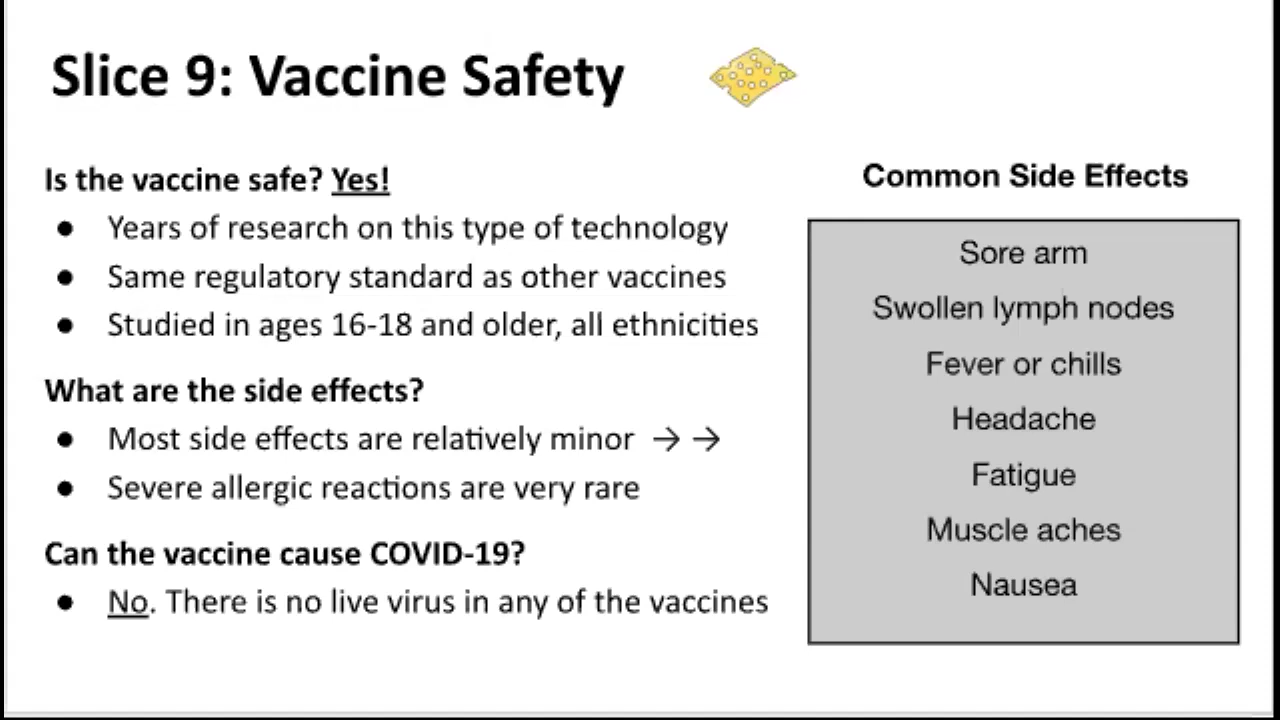 Slice 9: Vaccine Safety
Is the vaccine safe? Yes!
● Years of research on this type of technology
● Same regulatory standard as other vaccines
● Studied in ages 16-18 and older, all ethnicities
What are the side effects?
● Most side effects are relatively minor → →
● Severe allergic reactions are very rare
Can the vaccine cause COVID-19?
● No. There is no live virus in any of the vaccines
Common Side Effects
Sore arm
Swollen lymph nodes
Fever or chills
Headache
Fatigue
Muscle aches
Nausea